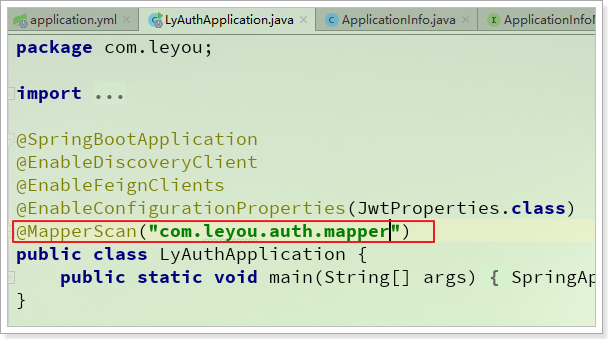 application.yml × LyAuthApplication.java × ApplicationInfo.java × ApplicationInfoM
package com.leyou;
import ...
@SpringBootApplication
@EnableDiscoveryClient
@EnableFeignClients
@EnableConfigurationProperties(JwtProperties.class)
@MapperScan("com.leyou.auth.mapper")
public class LyAuthApplication {
public static void main(String[] args) { SpringAp
}